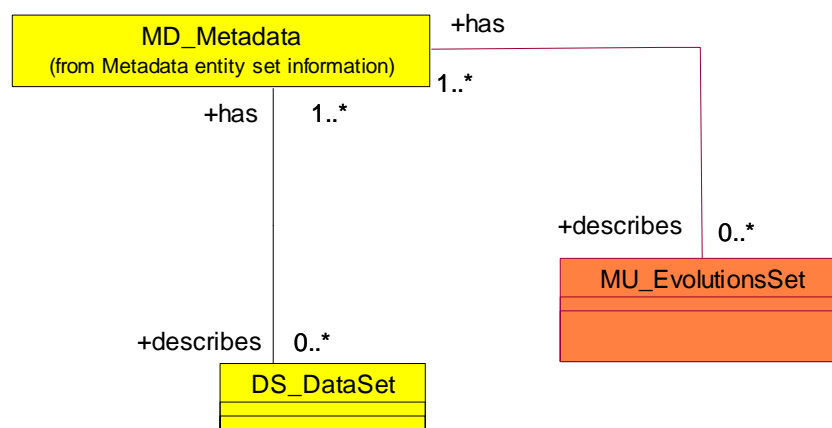 MD_Metadata
(from Metadata entity set information)
+has
1..*
+has
1..*
+describes
0..*
MU_EvolutionsSet
+describes
0..*
DS_DataSet